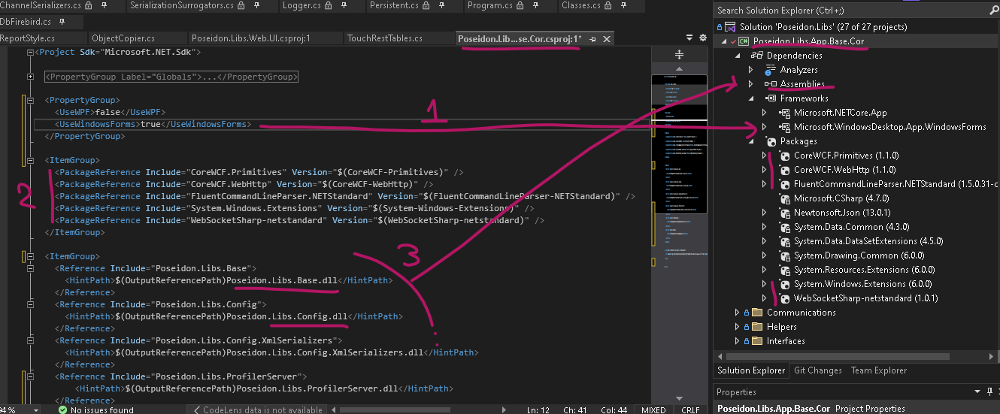 ChannelSerializers.cs
SerializationSurrogators.cs
Logger.cs
Persistent.cs
Program.cs
Classes.cs
DbFirebird.cs
ReportStyle.cs
ObjectCopier.cs
Poseidon.Libs.Web.UI.csproj:1
TouchRestTables.cs
Poseidon.Lib...se.Cor.csproj:1*
<Project Sdk="Microsoft.NET.Sdk">
<PropertyGroup Label="Globals">...</PropertyGroup>
<PropertyGroup>
<UseWPF>false</UseWPF>
<UseWindowsForms>true</UseWindowsForms>
</PropertyGroup>
1
<ItemGroup>
<PackageReference Include="CoreWCF.Primitives" Version="$(CoreWCF-Primitives)" />
<PackageReference Include="CoreWCF.WebHttp" Version="$(CoreWCF-WebHttp)" />
<PackageReference Include="FluentCommandLineParser.NETStandard" Version="$(FluentCommandLineParser-NETStandard)" />
<PackageReference Include="System.Windows.Extensions" Version="$(System-Windows-Extensions)" />
<PackageReference Include="WebSocketSharp-netstandard" Version="$(WebSocketSharp-netstandard)" />
</ItemGroup>
2
<ItemGroup>
<Reference Include="Poseidon.Libs.Base">
<HintPath>$(OutputReferencePath)Poseidon.Libs.Base.dll</HintPath>
</Reference>
<Reference Include="Poseidon.Libs.Config">
<HintPath>$(OutputReferencePath)Poseidon.Libs.Config.dll</HintPath>
</Reference>
<Reference Include="Poseidon.Libs.Config.XmlSerializers">
<HintPath>$(OutputReferencePath)Poseidon.Libs.Config.XmlSerializers.dll</HintPath>
</Reference>
<Reference Include="Poseidon.Libs.ProfilerServer">
<HintPath>$(OutputReferencePath)Poseidon.Libs.ProfilerServer.dll</HintPath>
</Reference>
3
94 %
No issues found
CodeLens data is not available
Ln: 12
Ch: 41
Col: 44
MIXED
CRLF
Search Solution Explorer (Ctrl+;)
Solution 'Poseidon.Libs' (27 of 27 projects)
C# Poseidon.Libs.App.Base.Cor
Dependencies
Analyzers
Assemblies
Frameworks
Microsoft.NETCore.App
Microsoft.WindowsDesktop.App.WindowsForms
Packages
CoreWCF.Primitives (1.1.0)
CoreWCF.WebHttp (1.1.0)
FluentCommandLineParser.NETStandard (1.5.0.31-c
Microsoft.CSharp (4.7.0)
Newtonsoft.Json (13.0.1)
System.Data.Common (4.3.0)
System.Data.DataSetExtensions (4.5.0)
System.Drawing.Common (6.0.0)
System.Resources.Extensions (6.0.0)
System.Windows.Extensions (6.0.0)
WebSocketSharp-netstandard (1.0.1)
Communications
Helpers
Interfaces
Solution Explorer
Git Changes
Team Explorer
Properties
Poseidon.Libs.App.Base.Cor Project Properties